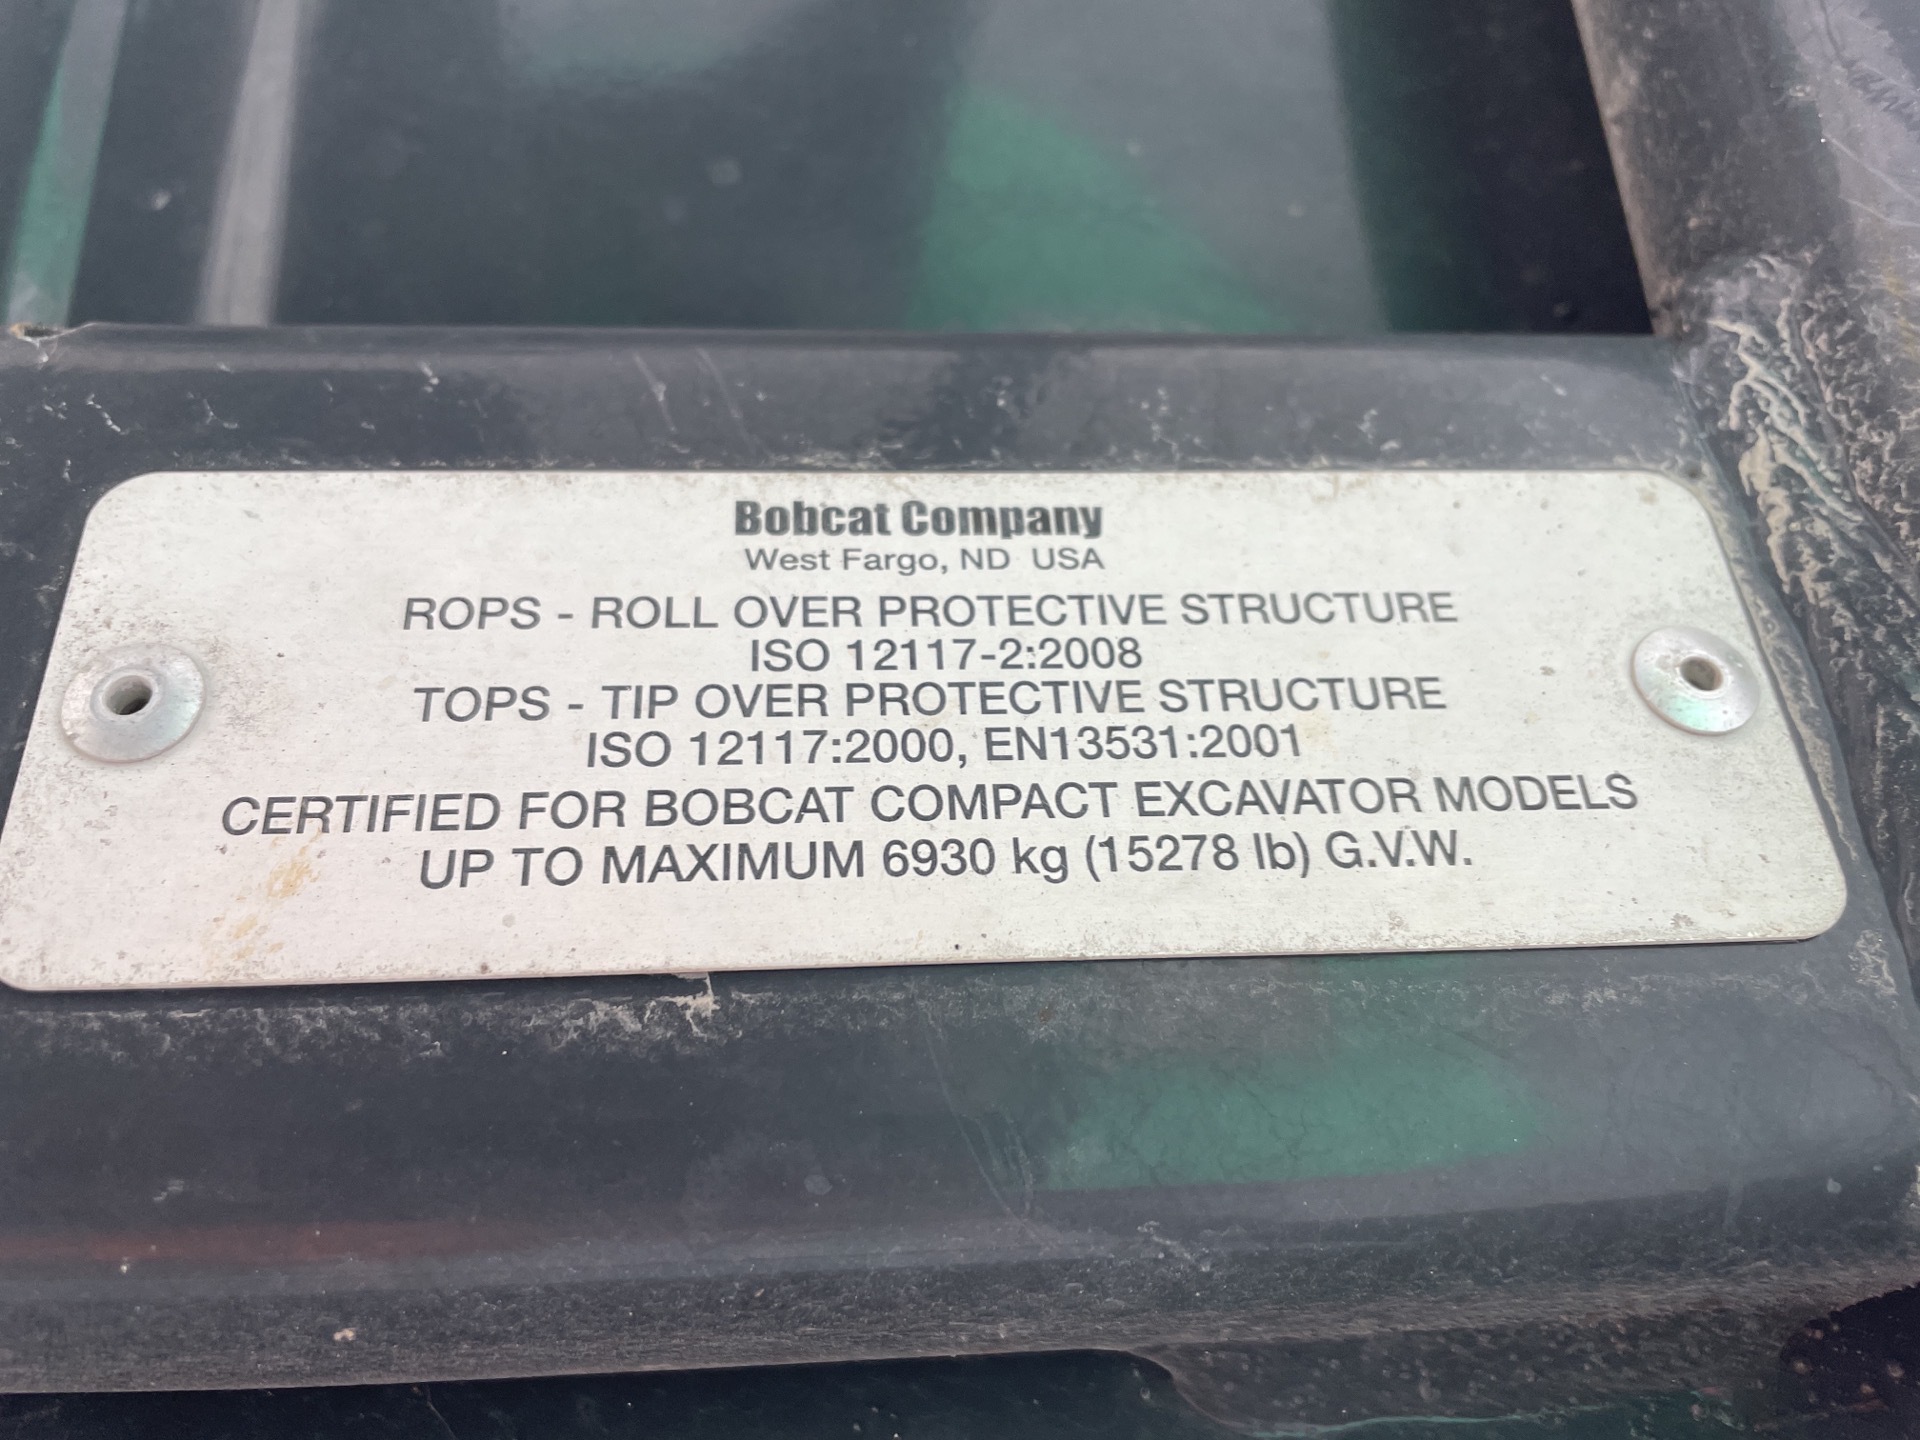 Bobcat Company
West Fargo, ND USA
ROPS - ROLL OVER PROTECTIVE STRUCTURE
ISO 12117-2:2008
TOPS - TIP OVER PROTECTIVE STRUCTURE
ISO 12117:2000, EN13531:2001
CERTIFIED FOR BOBCAT COMPACT EXCAVATOR MODELS
UP TO MAXIMUM 6930 kg (15278 lb) G.V.W.